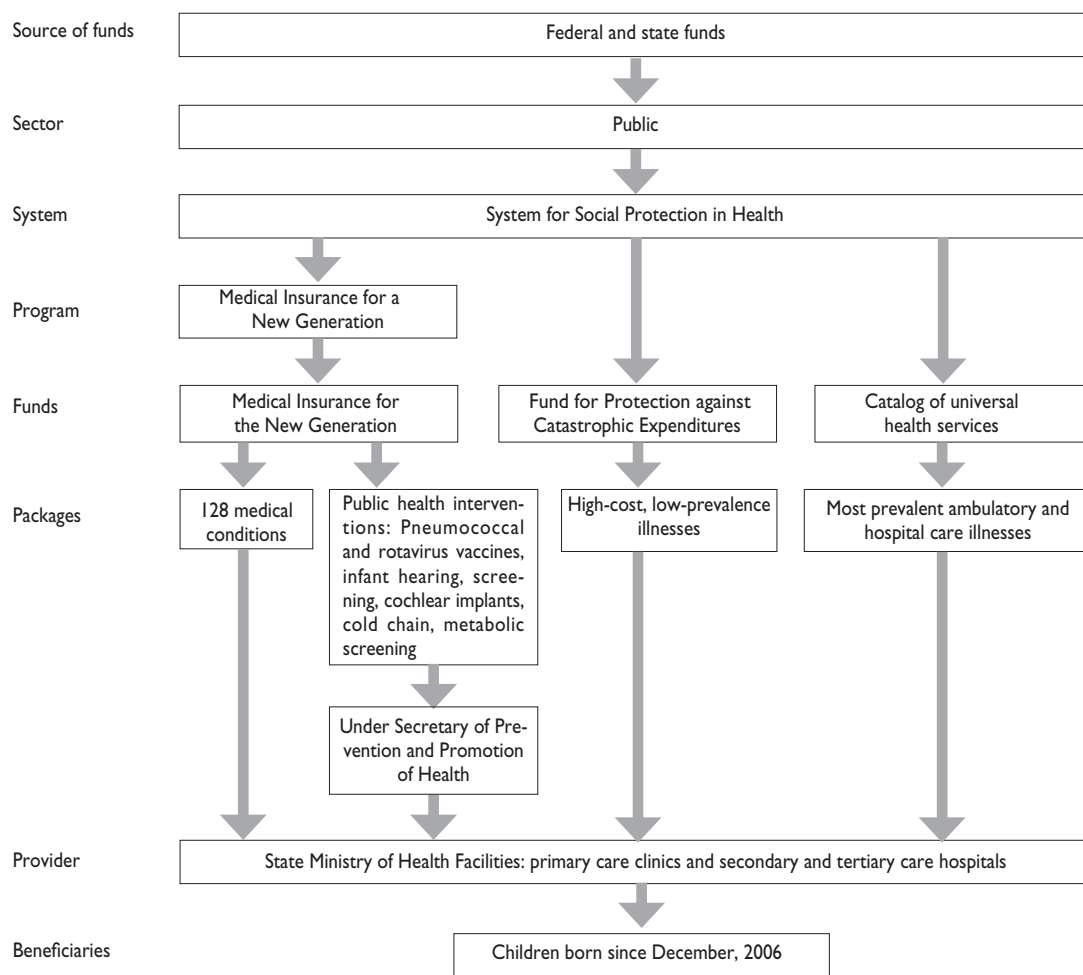 Source of funds
Federal and state funds
Sector
Public
System
System for Social Protection in Health
Program
Medical Insurance for a
New Generation
Funds
Medical Insurance for
the New Generation
Fund for Protection against
Catastrophic Expenditures
Catalog of universal
health services
Packages
128 medical
conditions
Public health interven-
tions: Pneumococcal
and rotavirus vaccines,
infant hearing, scree-
ning, cochlear implants,
cold chain, metabolic
screening
High-cost, low-prevalence
illnesses
Most prevalent ambulatory and
hospital care illnesses
Under Secretary of Pre-
vention and Promotion
of Health
Provider
State Ministry of Health Facilities: primary care clinics and secondary and tertiary care hospitals
Beneficiaries
Children born since December, 2006